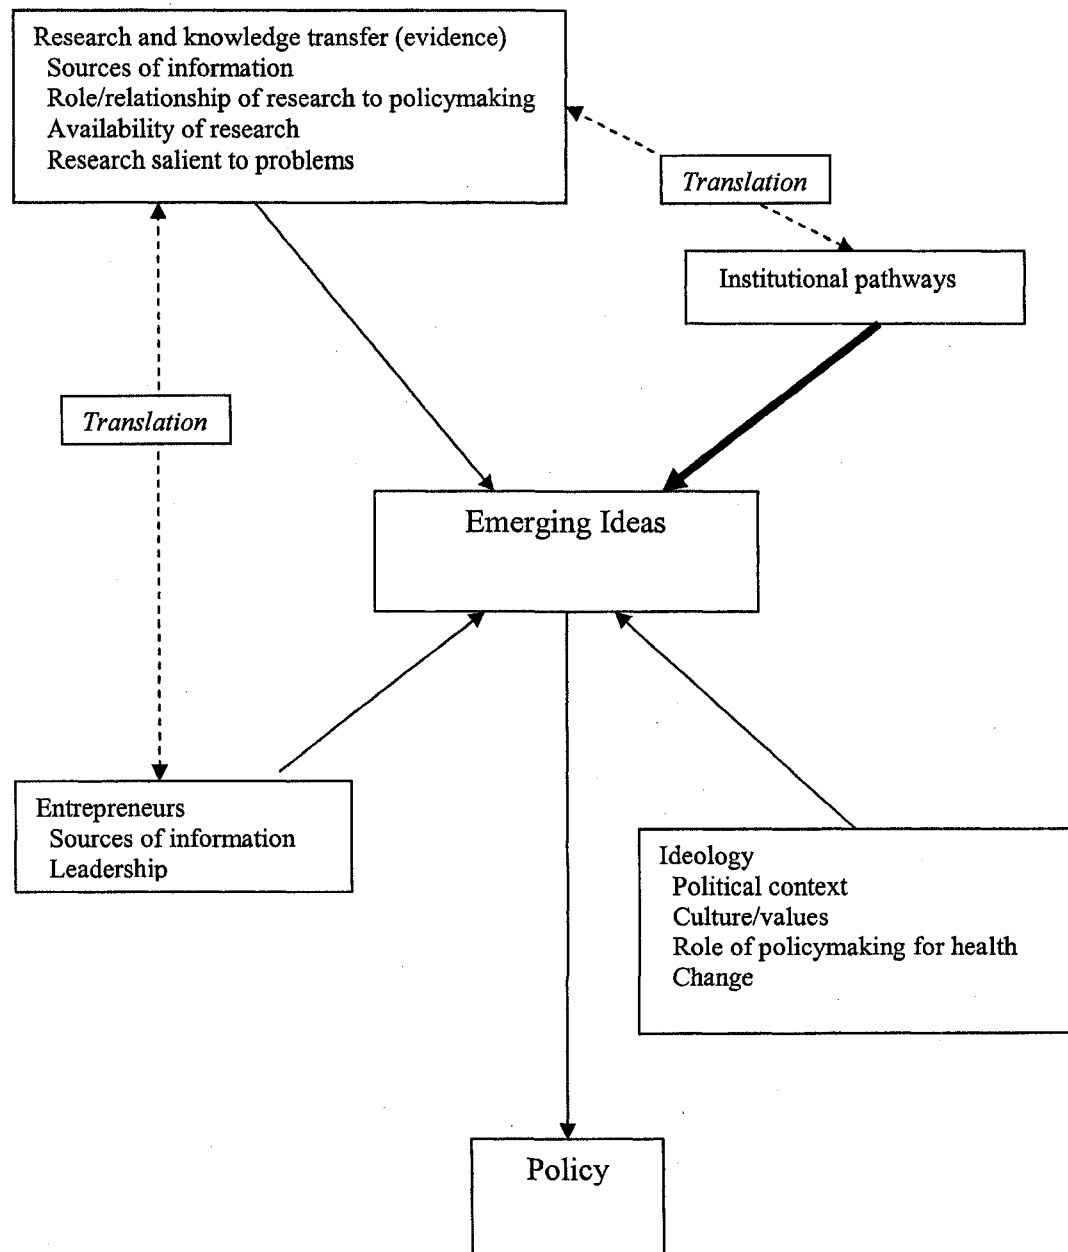 Research and knowledge transfer (evidence)
Sources of information
Role/relationship of research to policymaking
Availability of research
Research salient to problems
Translation
Institutional pathways
Translation
Emerging Ideas
Entrepreneurs
Sources of information
Leadership
Ideology
Political context
Culture/values
Role of policymaking for health
Change
Policy